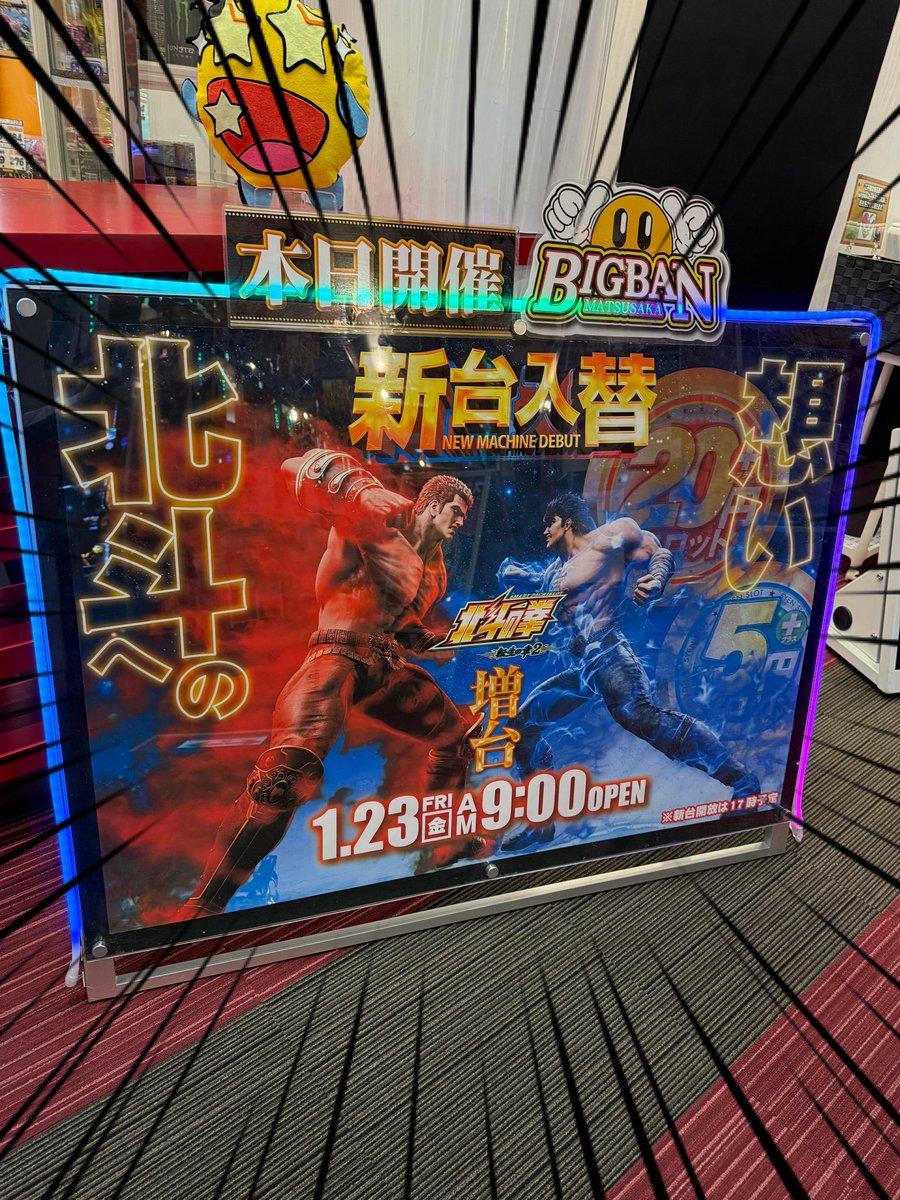 本日開催
BIGBAN
MATSUSAKA
新台入替
NEW MACHINE DEBUT
北斗の
想い
20
スロット
北斗の拳
転生の章2
増台
5円
プラス
1.23 FRI 金 AM 9:00 OPEN
※新台開放は17時予定
276